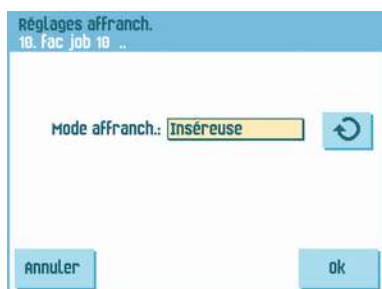 Réglages affranch.
10. Fac job 10 ..
Mode affranch.: Inséreuse
Annuler
Ok